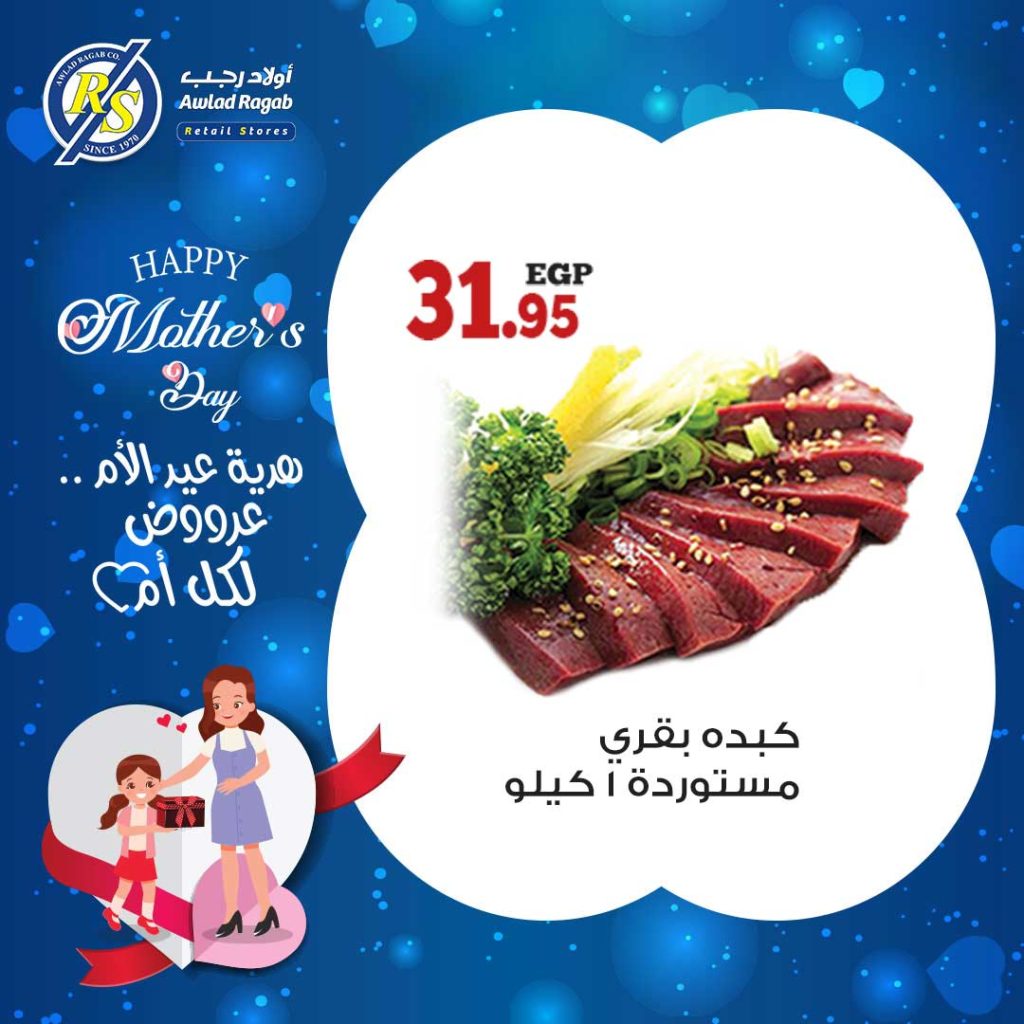 AWLAD RAGAB CO.
RS
SINCE 1970
أولاد رجب
Awlad Ragab
Retail Stores
HAPPY
Mother's
Day
هدية عيد الأم ..
عرووض
لكل أم
31.95 EGP
كبده بقري
مستوردة ١ كيلو